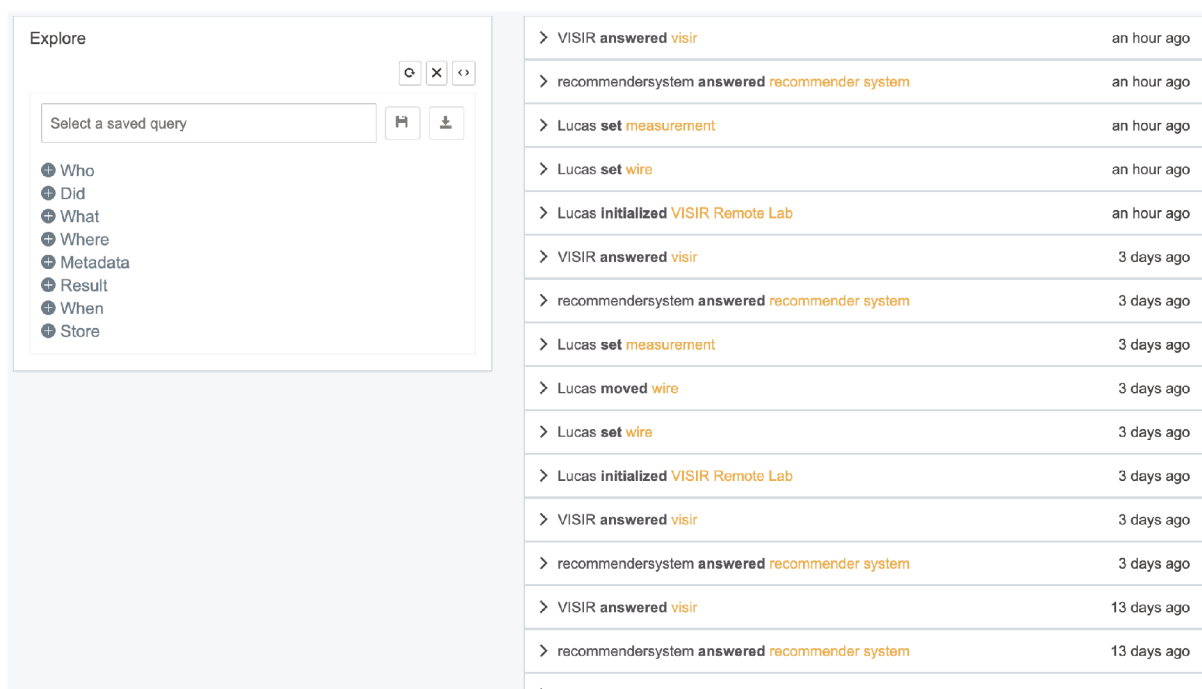 Explore
Select a saved query
Who
Did
What
Where
Metadata
Result
When
Store
VISIR answered visir an hour ago
recommendersystem answered recommender system an hour ago
Lucas set measurement an hour ago
Lucas set wire an hour ago
Lucas initialized VISIR Remote Lab an hour ago
VISIR answered visir 3 days ago
recommendersystem answered recommender system 3 days ago
Lucas set measurement 3 days ago
Lucas moved wire 3 days ago
Lucas set wire 3 days ago
Lucas initialized VISIR Remote Lab 3 days ago
VISIR answered visir 3 days ago
recommendersystem answered recommender system 3 days ago
VISIR answered visir 13 days ago
recommendersystem answered recommender system 13 days ago